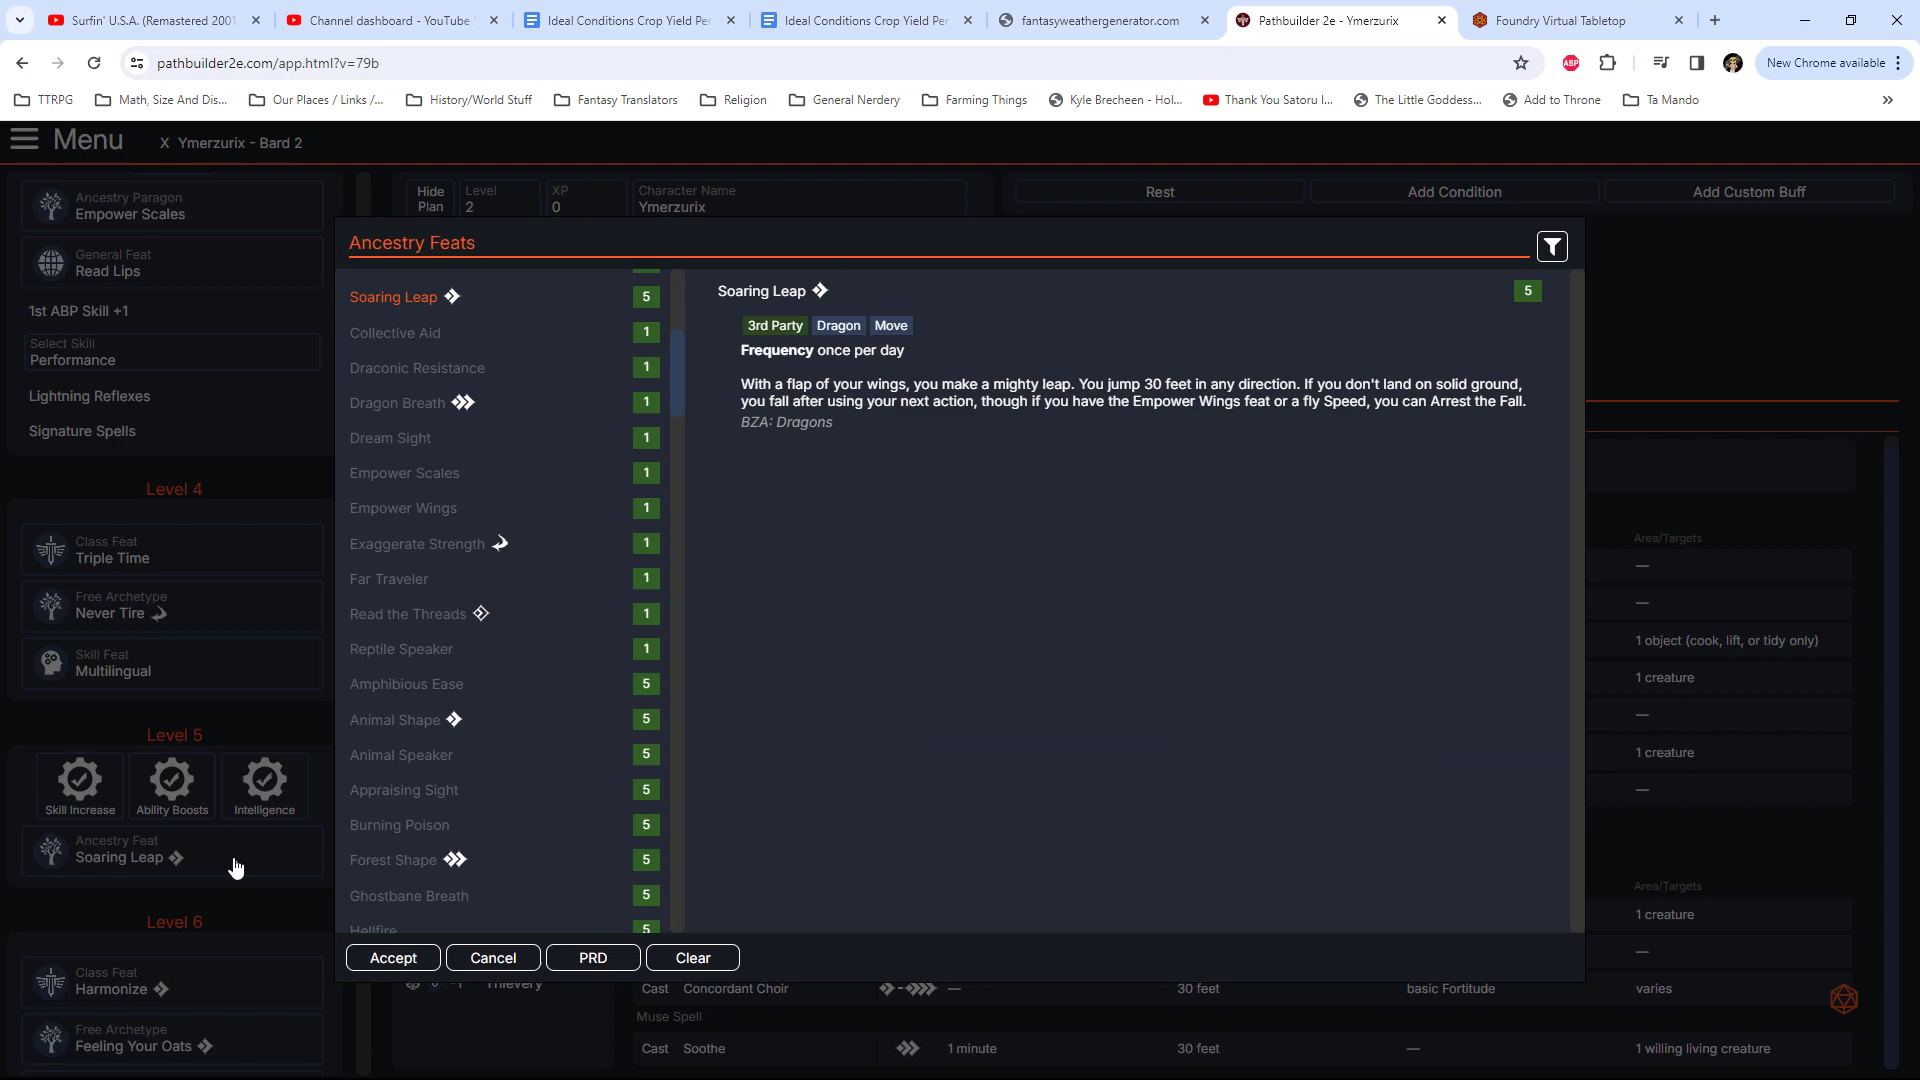 Surfin' U.S.A. (Remastered 2001
Channel dashboard - YouTube S
Ideal Conditions Crop Yield Per
Ideal Conditions Crop Yield Per
fantasyweathergenerator.com
Pathbuilder 2e - Ymerzurix
Foundry Virtual Tabletop
pathbuilder2e.com/app.html?v=79b
ABP
New Chrome available
TTRPG
Math, Size And Dis...
Our Places / Links /...
History/World Stuff
Fantasy Translators
Religion
General Nerdery
Farming Things
Kyle Brecheen - Hol...
Thank You Satoru I...
The Little Goddess...
Add to Throne
Ta Mando
Menu
X Ymerzurix - Bard 2
Ancestry Paragon
Empower Scales
General Feat
Read Lips
1st ABP Skill +1
Select Skill
Performance
Lightning Reflexes
Signature Spells
Level 4
Class Feat
Triple Time
Free Archetype
Never Tire
Skill Feat
Multilingual
Level 5
Skill Increase
Ability Boosts
Intelligence
Ancestry Feat
Soaring Leap
Level 6
Class Feat
Harmonize
Free Archetype
Feeling Your Oats
Hide
Plan
Level
2
XP
0
Character Name
Ymerzurix
Rest
Add Condition
Add Custom Buff
Ancestry Feats
Soaring Leap 5
Collective Aid 1
Draconic Resistance 1
Dragon Breath 1
Dream Sight 1
Empower Scales 1
Empower Wings 1
Exaggerate Strength 1
Far Traveler 1
Read the Threads 1
Reptile Speaker 1
Amphibious Ease 5
Animal Shape 5
Animal Speaker 5
Appraising Sight 5
Burning Poison 5
Forest Shape 5
Ghostbane Breath 5
Hellfire 5
Soaring Leap 5
3rd Party Dragon Move
Frequency once per day
With a flap of your wings, you make a mighty leap. You jump 30 feet in any direction. If you don't land on solid ground,
you fall after using your next action, though if you have the Empower Wings feat or a fly Speed, you can Arrest the Fall.
BZA: Dragons
Accept
Cancel
PRD
Clear
Area/Targets
—
—
1 object (cook, lift, or tidy only)
1 creature
—
1 creature
—
Area/Targets
1 creature
—
Thievery
Cast Concordant Choir - — 30 feet basic Fortitude varies
Muse Spell
Cast Soothe 1 minute 30 feet — 1 willing living creature